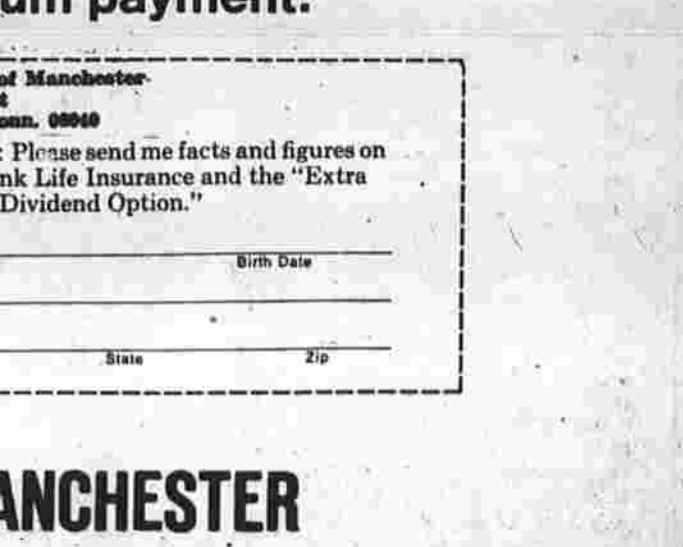 um payment.
of Manchester
t
onn. 06040
: Please send me facts and figures on
nk Life Insurance and the “Extra
Dividend Option.”
Birth Date
State Zip
ANCHESTER